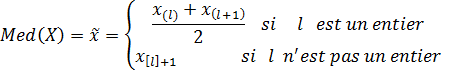 Med(X) = x̃ = { (x_(l) + x_(l+1)) / 2 si l est un entier
x_[l]+1 si l n'est pas un entier